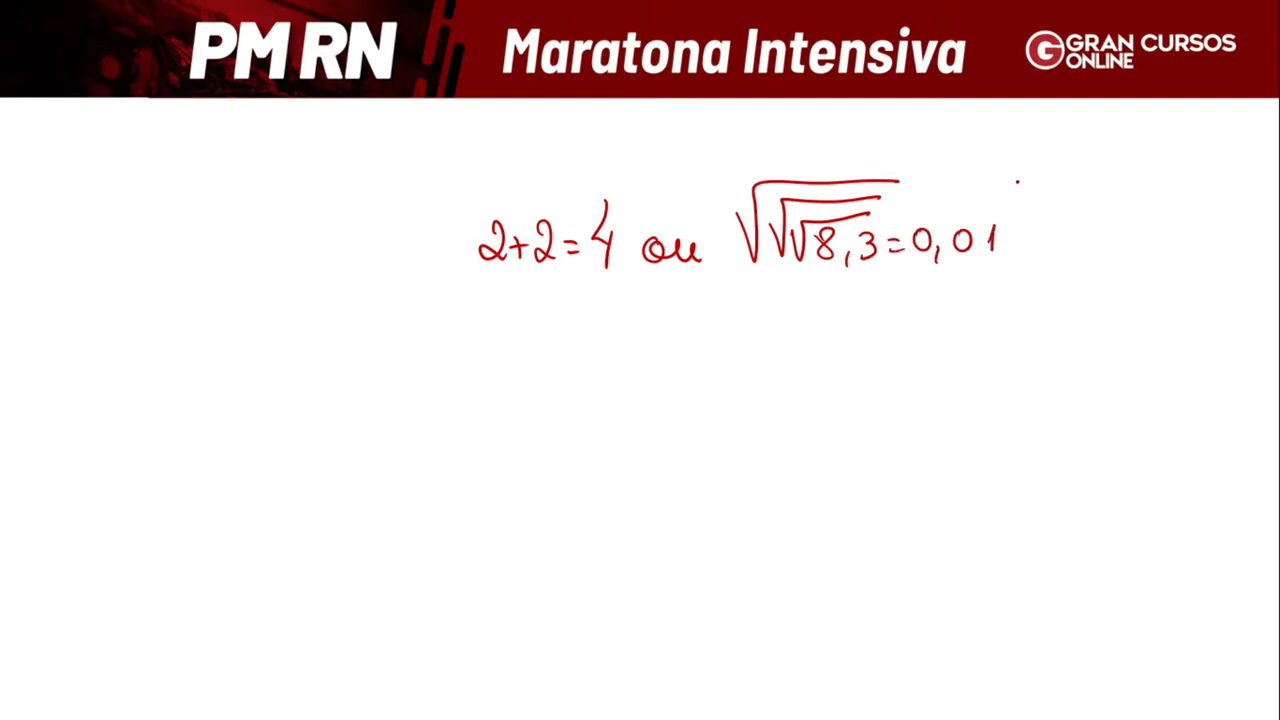 PM RN Maratona Intensiva GRAN CURSOS ONLINE
2+2=4 ou √√√8,3=0,01